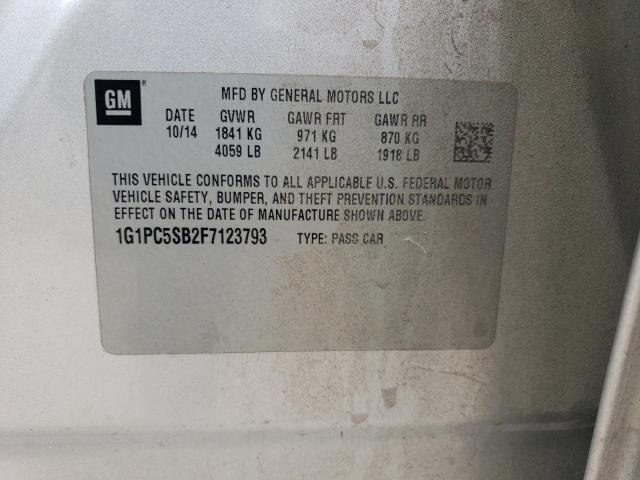 GM
MFD BY GENERAL MOTORS LLC
DATE GVWR GAWR FRT GAWR RR
10/14 1841 KG 971 KG 870 KG
4059 LB 2141 LB 1918 LB
THIS VEHICLE CONFORMS TO ALL APPLICABLE U.S. FEDERAL MOTOR
VEHICLE SAFETY, BUMPER, AND THEFT PREVENTION STANDARDS IN
EFFECT ON THE DATE OF MANUFACTURE SHOWN ABOVE.
1G1PC5SB2F7123793 TYPE: PASS CAR